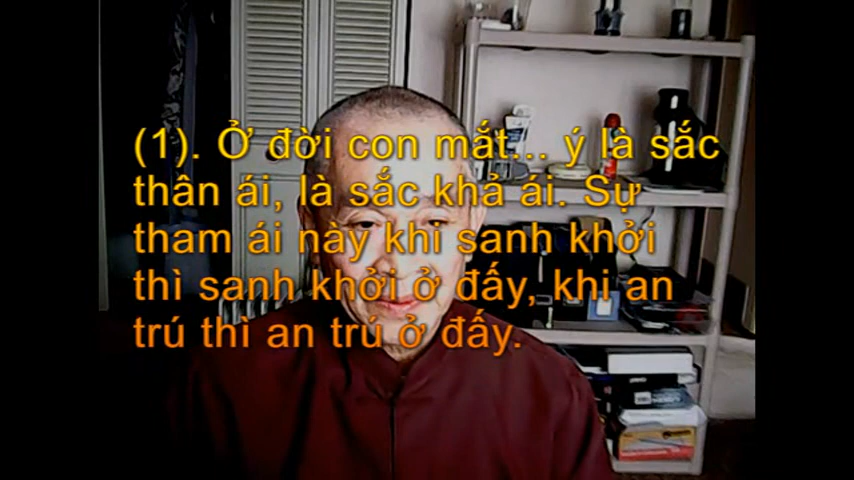 (1). Ở đời con mắt... ý là sắc
thân ái, là sắc khả ái. Sự
tham ái này khi sanh khởi
thì sanh khởi ở đấy, khi an
trú thì an trú ở đấy.